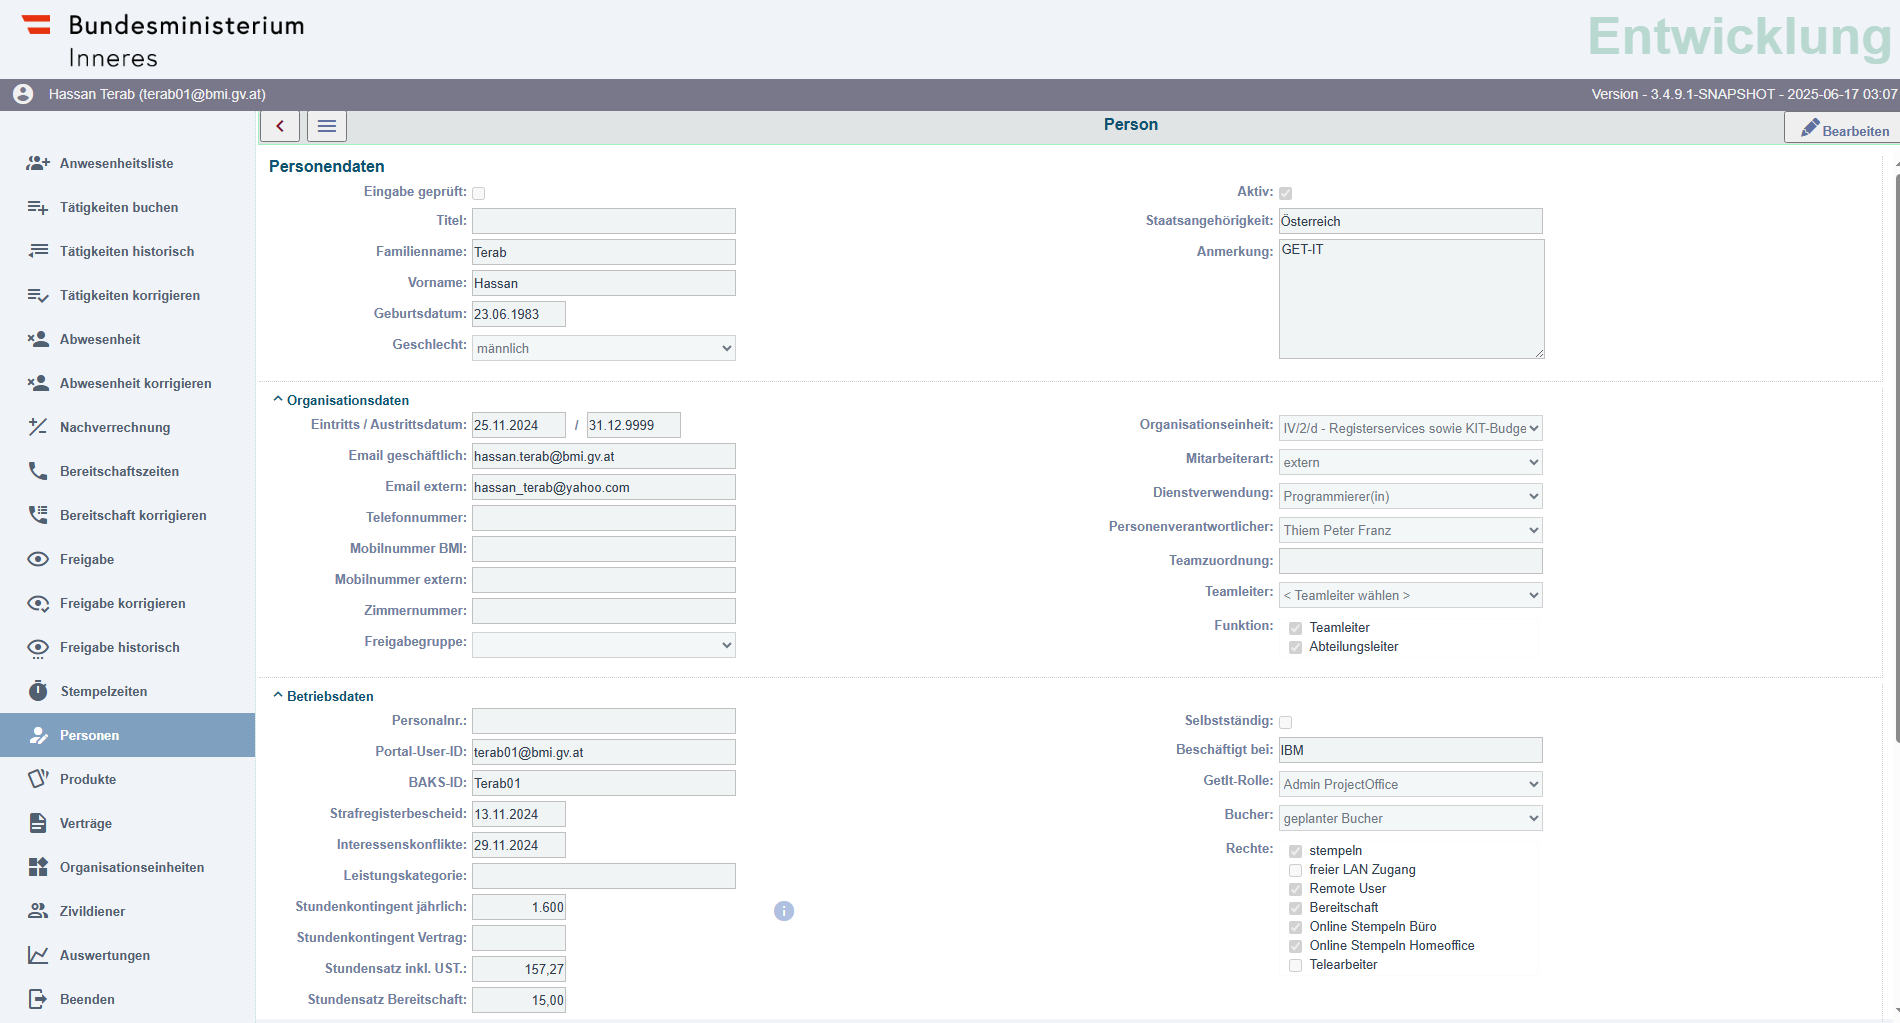 Bundesministerium
Inneres
Entwicklung
Hassan Terab (terab01@bmi.gv.at)
Version - 3.4.9.1-SNAPSHOT - 2025-06-17 03:07
Person
Bearbeiten
Anwesenheitsliste
Tätigkeiten buchen
Tätigkeiten historisch
Tätigkeiten korrigieren
Abwesenheit
Abwesenheit korrigieren
Nachverrechnung
Bereitschaftszeiten
Bereitschaft korrigieren
Freigabe
Freigabe korrigieren
Freigabe historisch
Stempelzeiten
Personen
Produkte
Verträge
Organisationseinheiten
Zivildiener
Auswertungen
Beenden
Personendaten
Eingabe geprüft:
Titel:
Familienname: Terab
Vorname: Hassan
Geburtsdatum: 23.06.1983
Geschlecht: männlich
Aktiv:
Staatsangehörigkeit: Österreich
Anmerkung: GET-IT
Organisationsdaten
Eintritts / Austrittsdatum: 25.11.2024 / 31.12.9999
Email geschäftlich: hassan.terab@bmi.gv.at
Email extern: hassan_terab@yahoo.com
Telefonnummer:
Mobilnummer BMI:
Mobilnummer extern:
Zimmernummer:
Freigabegruppe:
Organisationseinheit: IV/2/d - Registerservices sowie KIT-Budge
Mitarbeiterart: extern
Dienstverwendung: Programmierer(in)
Personenverantwortlicher: Thiem Peter Franz
Teamzuordnung:
Teamleiter: < Teamleiter wählen >
Funktion: Teamleiter
Abteilungsleiter
Betriebsdaten
Personalnr.:
Portal-User-ID: terab01@bmi.gv.at
BAKS-ID: Terab01
Strafregisterbescheid: 13.11.2024
Interessenskonflikte: 29.11.2024
Leistungskategorie:
Stundenkontingent jährlich: 1.600
Stundenkontingent Vertrag:
Stundensatz inkl. UST.: 157,27
Stundensatz Bereitschaft: 15,00
Selbstständig:
Beschäftigt bei: IBM
GetIt-Rolle: Admin ProjectOffice
Bucher: geplanter Bucher
Rechte: stempeln
freier LAN Zugang
Remote User
Bereitschaft
Online Stempeln Büro
Online Stempeln Homeoffice
Telearbeiter